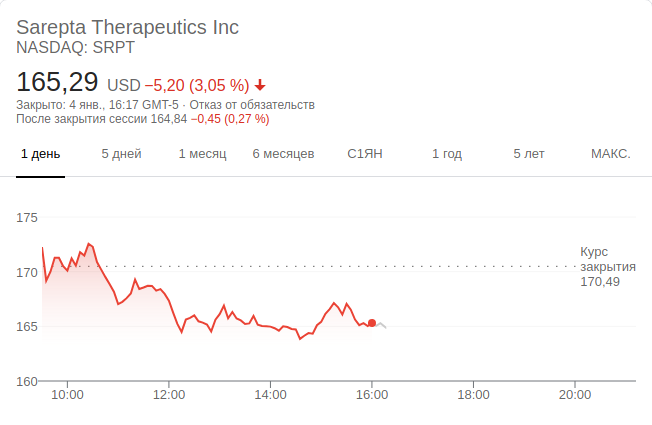 Sarepta Therapeutics Inc
NASDAQ: SRPT
165,29 USD −5,20 (3,05 %)
Закрыто: 4 янв., 16:17 GMT-5 · Отказ от обязательств
После закрытия сессии 164,84 −0,45 (0,27 %)
1 день 5 дней 1 месяц 6 месяцев С1ЯН 1 год 5 лет МАКС.
175
Курс
закрытия
170,49
170
165
160
10:00 12:00 14:00 16:00 18:00 20:00